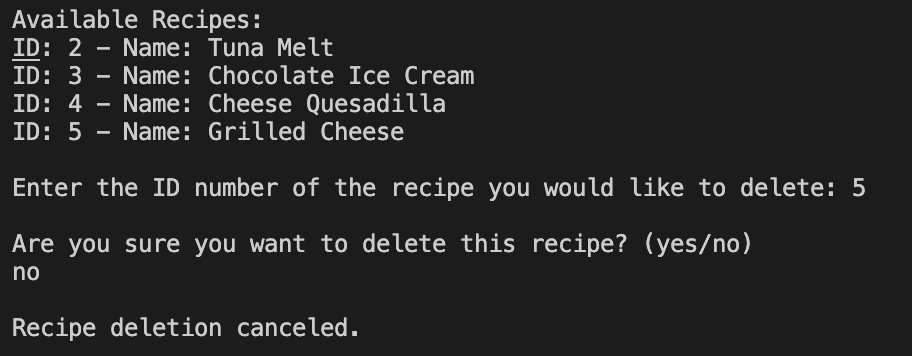 Available Recipes:
ID: 2 – Name: Tuna Melt
ID: 3 – Name: Chocolate Ice Cream
ID: 4 – Name: Cheese Quesadilla
ID: 5 – Name: Grilled Cheese
Enter the ID number of the recipe you would like to delete: 5
Are you sure you want to delete this recipe? (yes/no)
no
Recipe deletion canceled.